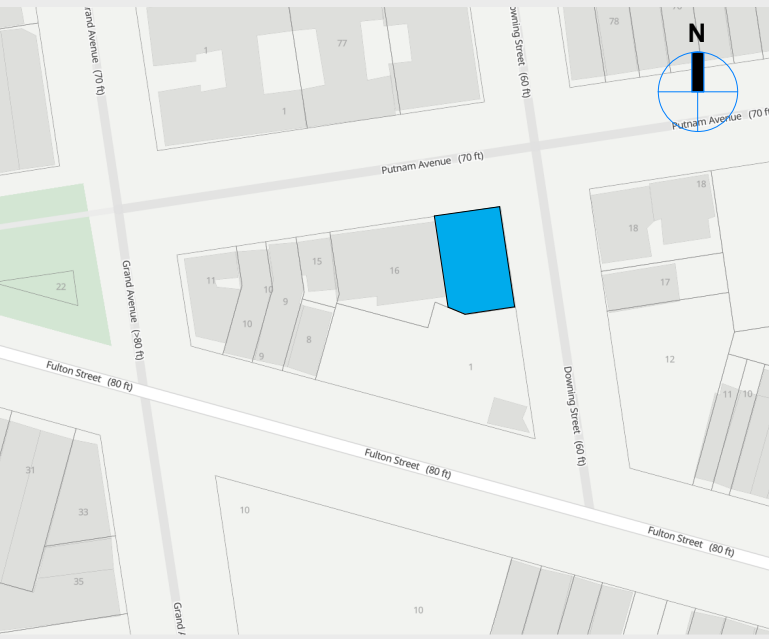 Grand Avenue (70 ft)
Downing Street (60 ft)
78
N
1
77
1
Putnam Avenue (70 ft)
Putnam Avenue (70 ft
18
18
22
11
10
15
16
9
10
9
8
1
17
12
11
10
Grand Avenue (>80 ft)
Fulton Street (80 ft)
Downing Street (60 ft)
Fulton Street (80 ft)
Fulton Street (80 ft)
31
33
35
10
10
Grand A